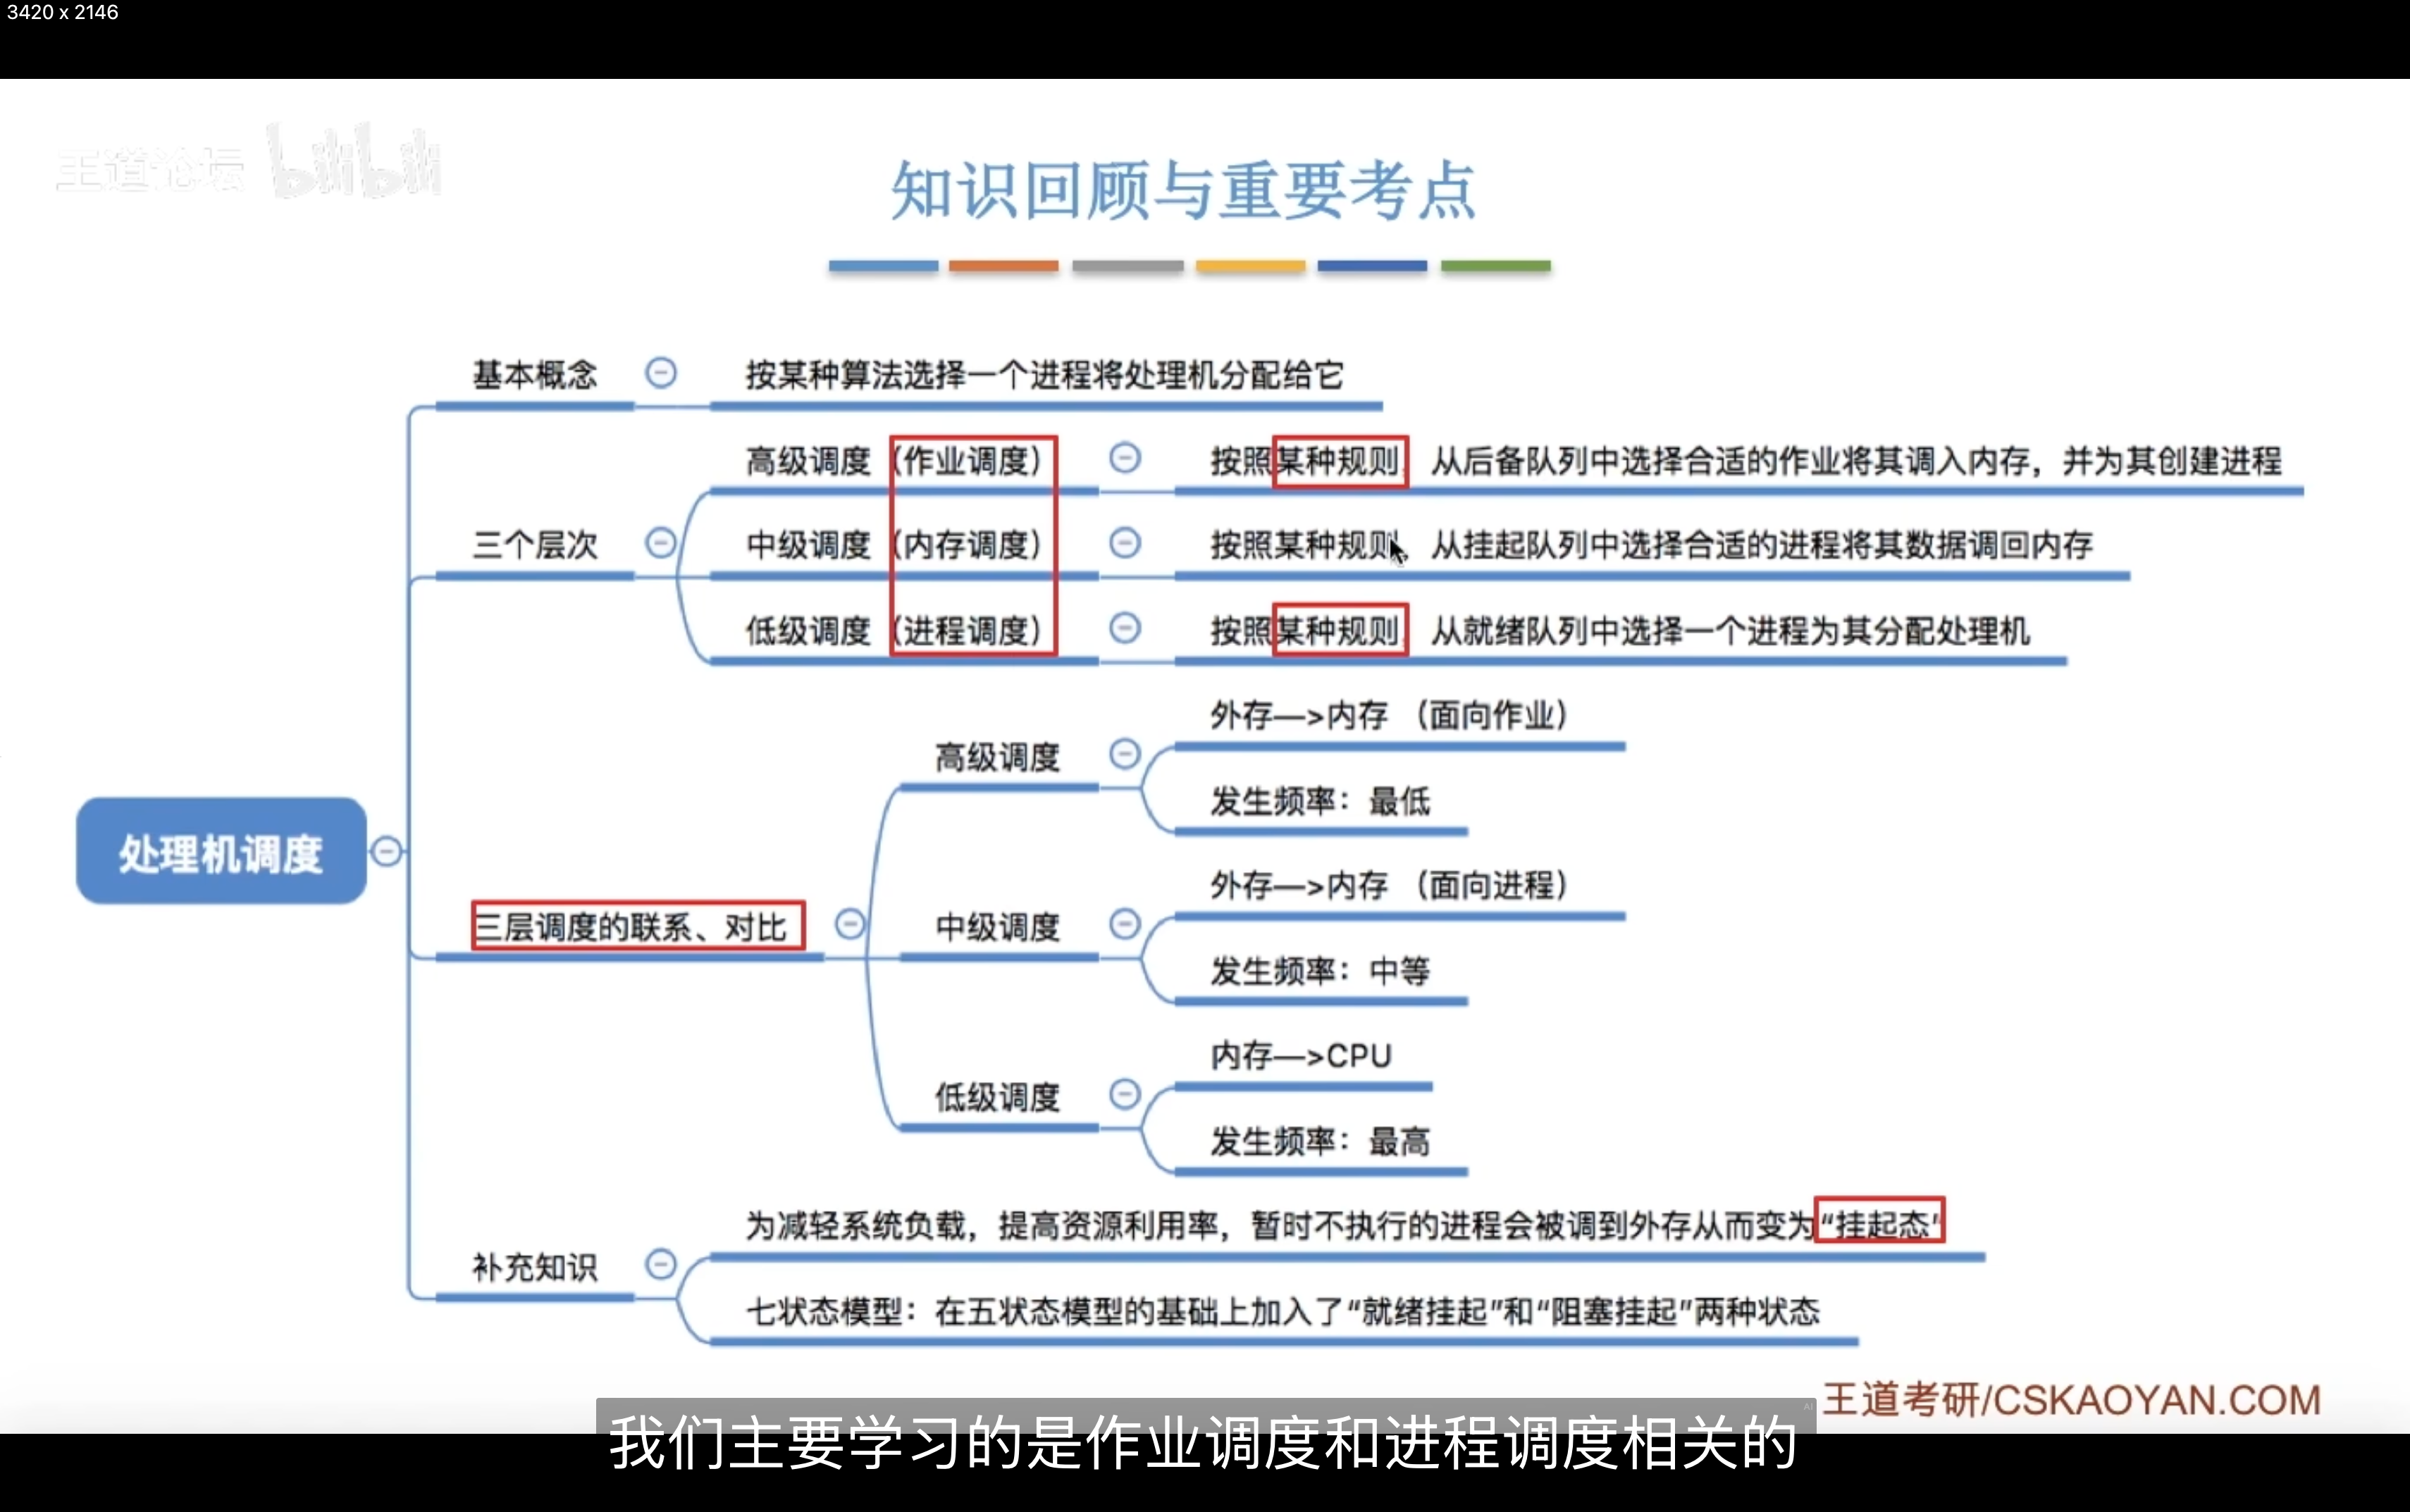 3420 x 2146
王道论坛 bilibili
知识回顾与重要考点
基本概念
按某种算法选择一个进程将处理机分配给它
高级调度（作业调度）
按照某种规则，从后备队列中选择合适的作业将其调入内存，并为其创建进程
三个层次
中级调度（内存调度）
按照某种规则，从挂起队列中选择合适的进程将其数据调回内存
低级调度（进程调度）
按照某种规则，从就绪队列中选择一个进程为其分配处理机
处理机调度
三层调度的联系、对比
高级调度
外存—>内存 （面向作业）
发生频率：最低
中级调度
外存—>内存 （面向进程）
发生频率：中等
低级调度
内存—>CPU
发生频率：最高
补充知识
为减轻系统负载，提高资源利用率，暂时不执行的进程会被调到外存从而变为“挂起态”
七状态模型：在五状态模型的基础上加入了“就绪挂起”和“阻塞挂起”两种状态
王道考研/CSKAOYAN.COM
AI
我们主要学习的是作业调度和进程调度相关的